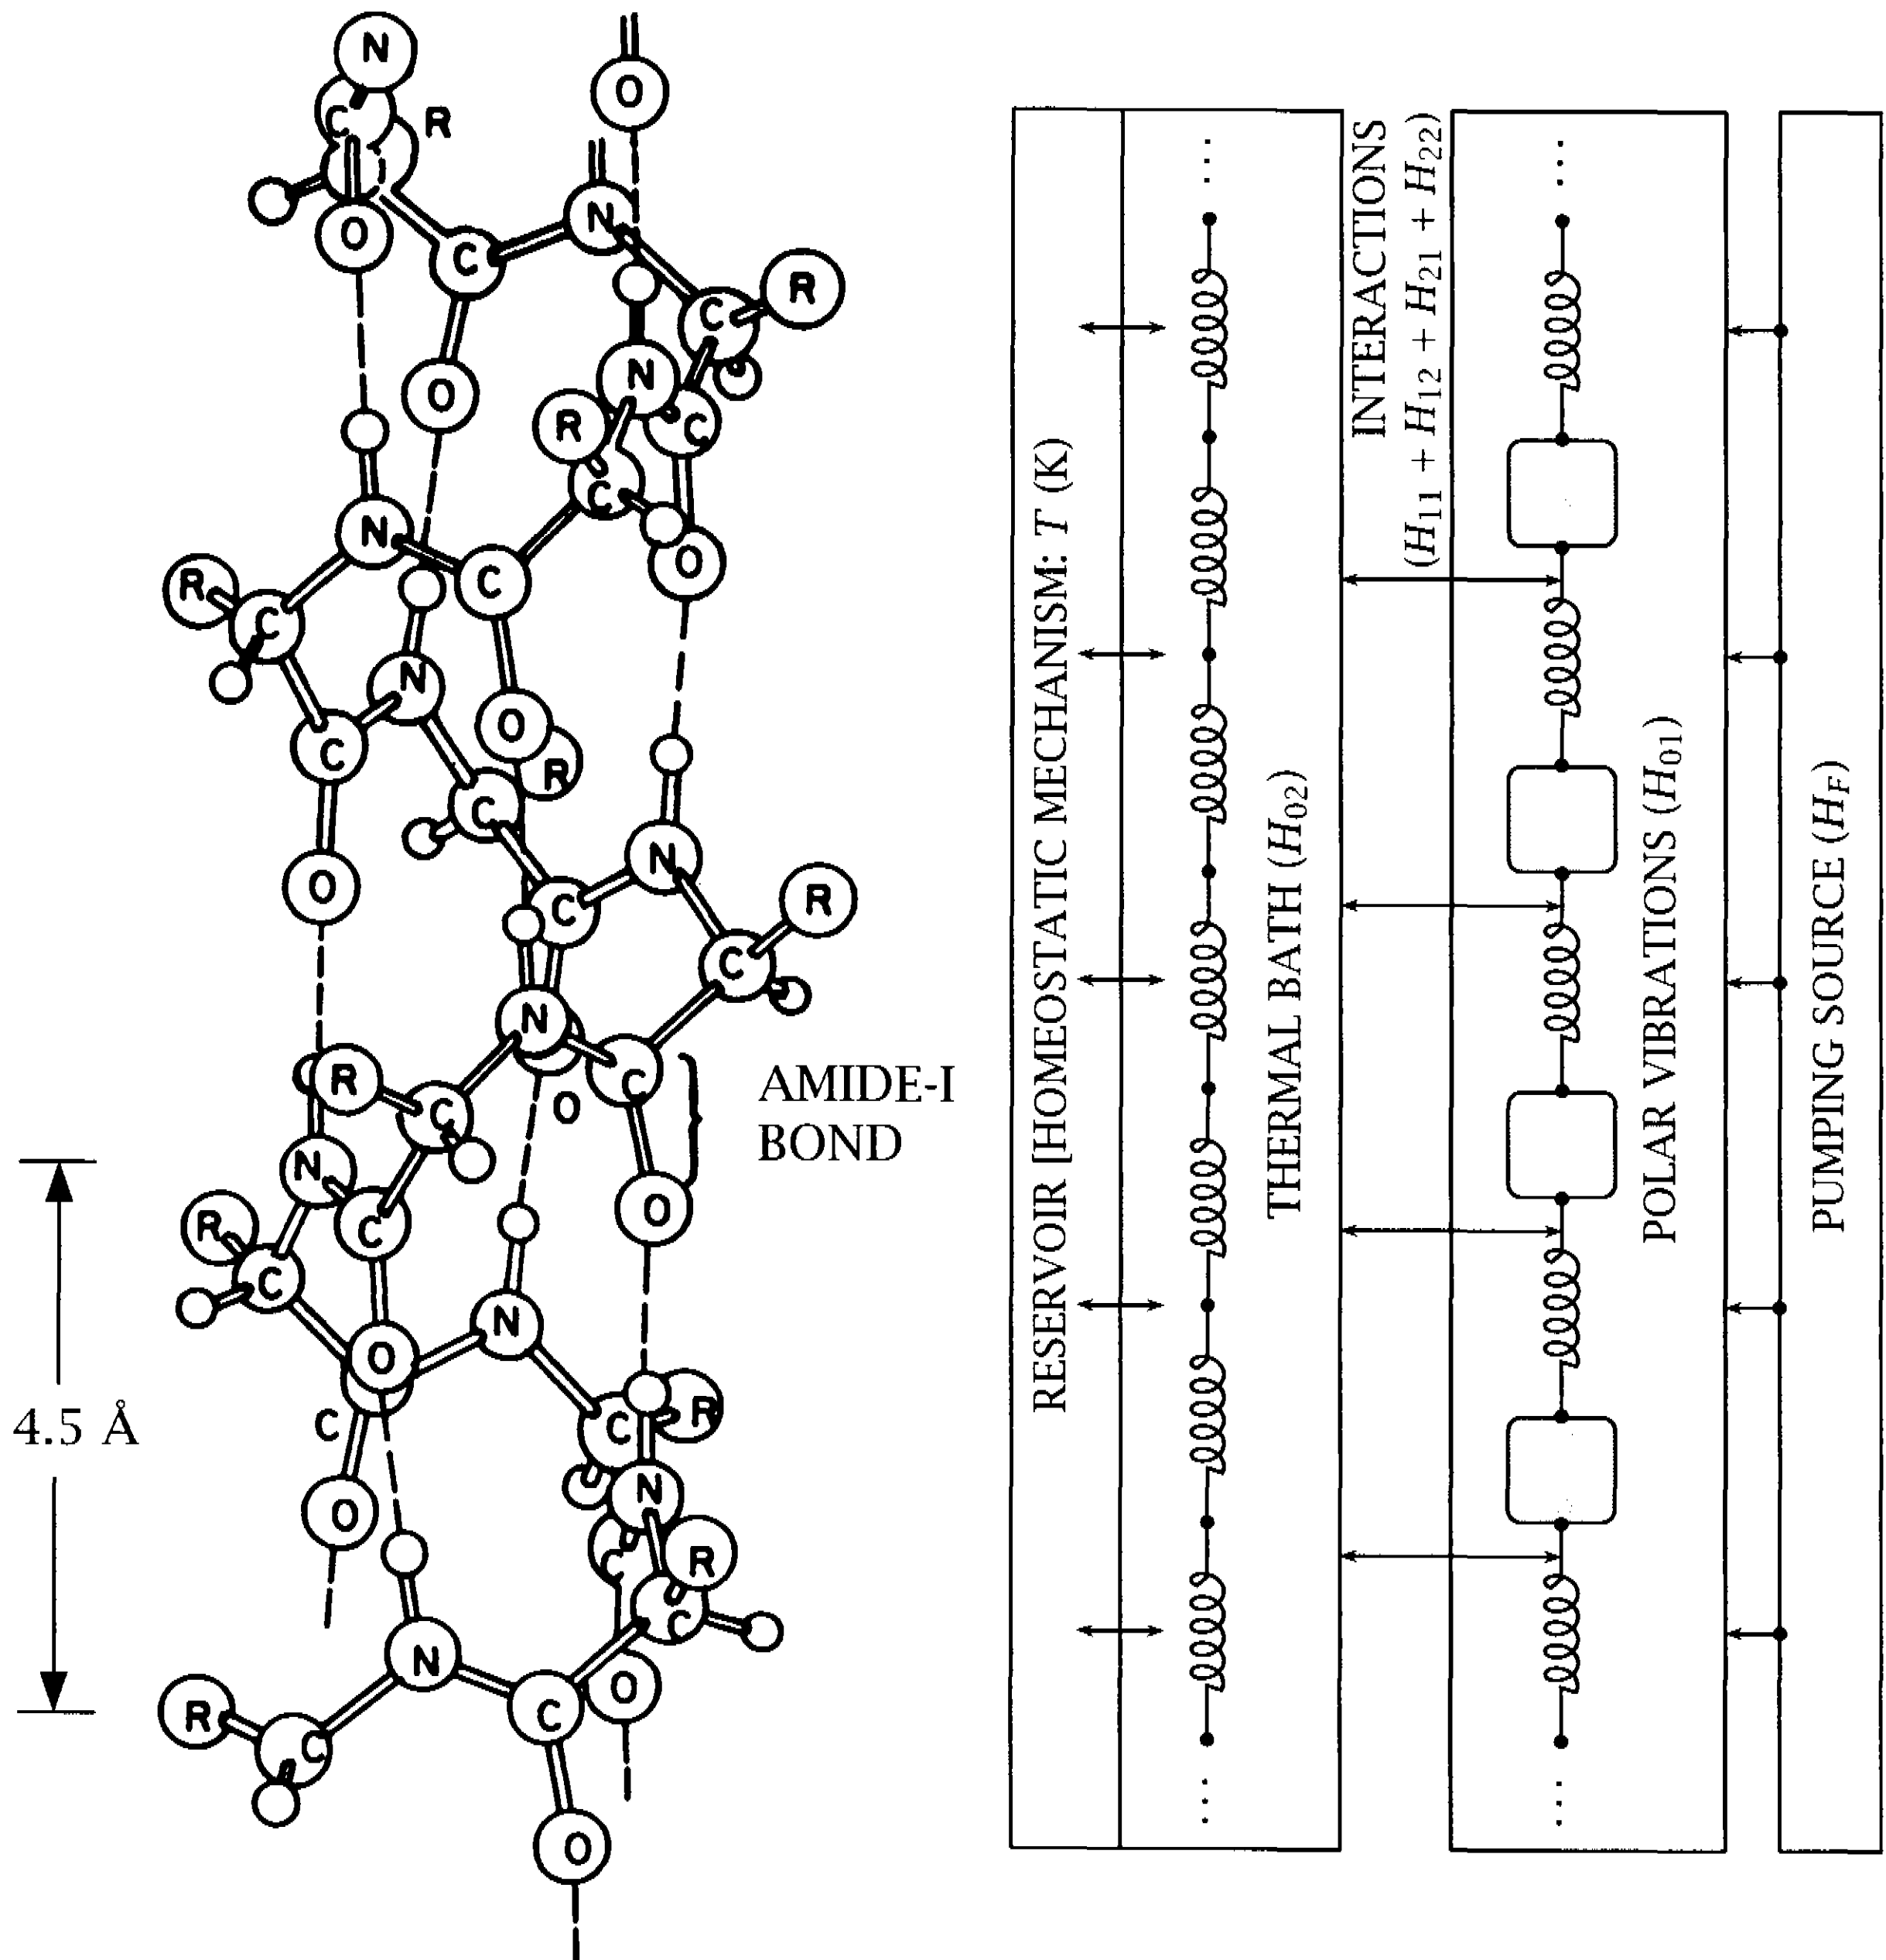 N
O
C
R
N
O
C
R
C
O
N
R
C
C
N
O
R
C
N
C
O
C
N
O
R
C
N
O
C
R
C
N
C
R
O
AMIDE-I
BOND
4.5 Å
N
R
C
C
N
O
C
R
O
C
N
R
C
C
R
N
C
O
R
C
O
RESERVOIR [HOMEOSTATIC MECHANISM: T (K)
THERMAL BATH (H02)
INTERACTIONS
(H11 + H12 + H21 + H22)
POLAR VIBRATIONS (H01)
PUMPING SOURCE (HF)